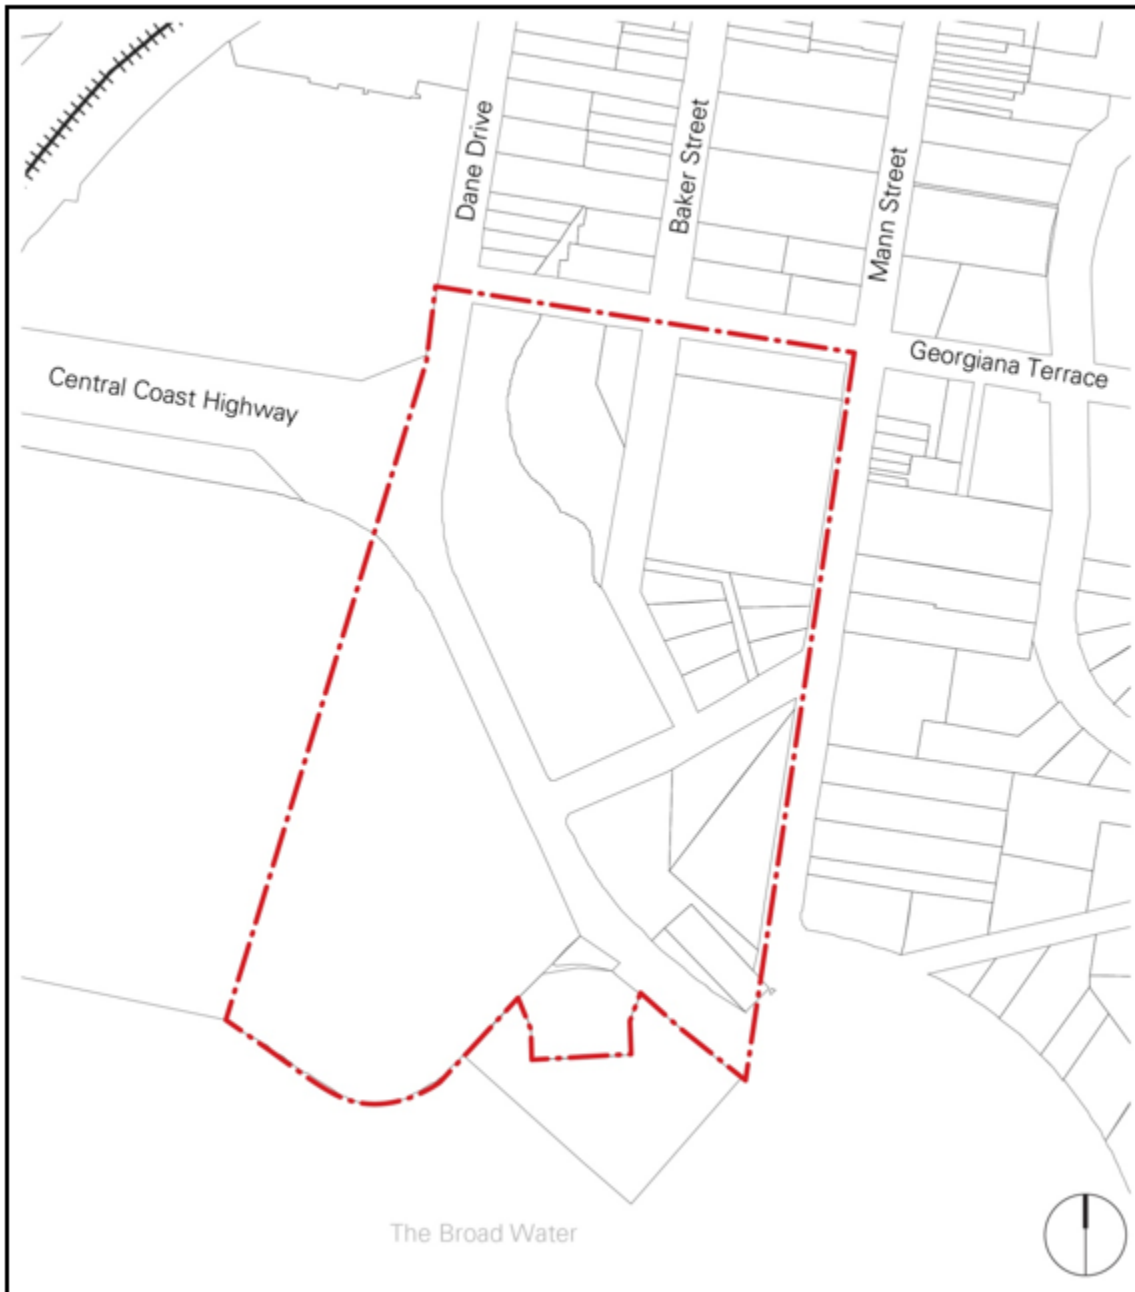 Dane Drive
Baker Street
Mann Street
Georgiana Terrace
Central Coast Highway
The Broad Water